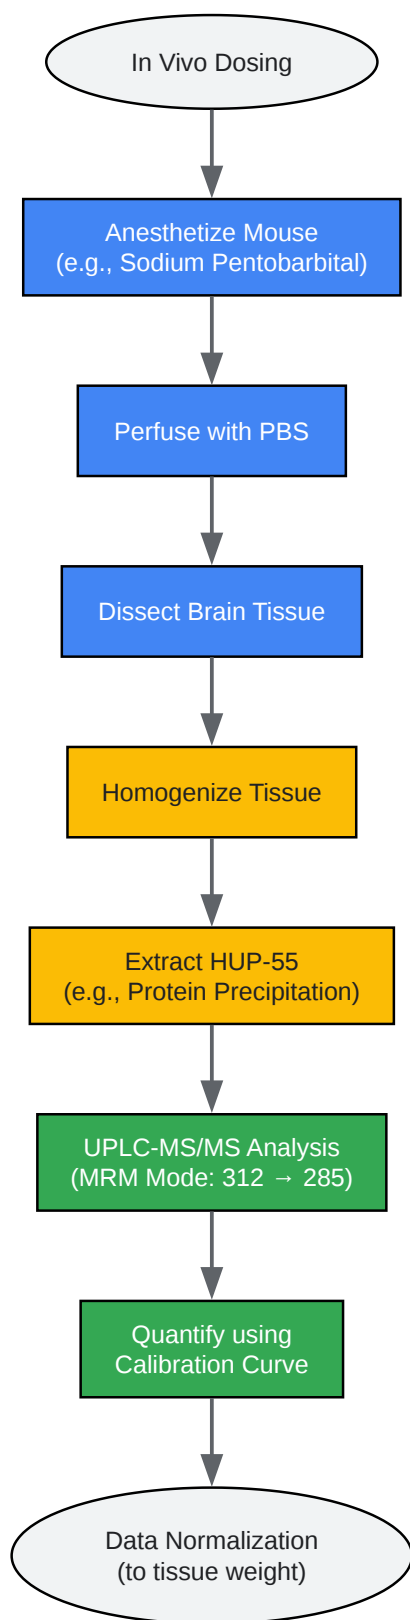 In Vivo Dosing
Anesthetize Mouse
(e.g., Sodium Pentobarbital)
Perfuse with PBS
Dissect Brain Tissue
Homogenize Tissue
Extract HUP-55
(e.g., Protein Precipitation)
UPLC-MS/MS Analysis
(MRM Mode: 312 → 285)
Quantify using
Calibration Curve
Data Normalization
(to tissue weight)